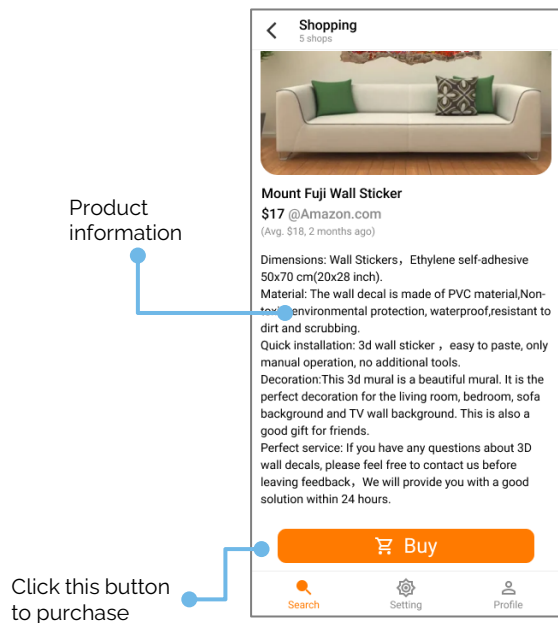 Shopping
5 shops
Mount Fuji Wall Sticker
$17 @Amazon.com
(Avg. $18, 2 months ago)
Product
information
Dimensions: Wall Stickers，Ethylene self-adhesive
50x70 cm(20x28 inch).
Material: The wall decal is made of PVC material,Non-
environmental protection, waterproof,resistant to
dirt and scrubbing.
Quick installation: 3d wall sticker ，easy to paste, only
manual operation, no additional tools.
Decoration:This 3d mural is a beautiful mural. It is the
perfect decoration for the living room, bedroom, sofa
background and TV wall background. This is also a
good gift for friends.
Perfect service: If you have any questions about 3D
wall decals, please feel free to contact us before
leaving feedback，We will provide you with a good
solution within 24 hours.
Buy
Click this button
to purchase
Search
Setting
Profile